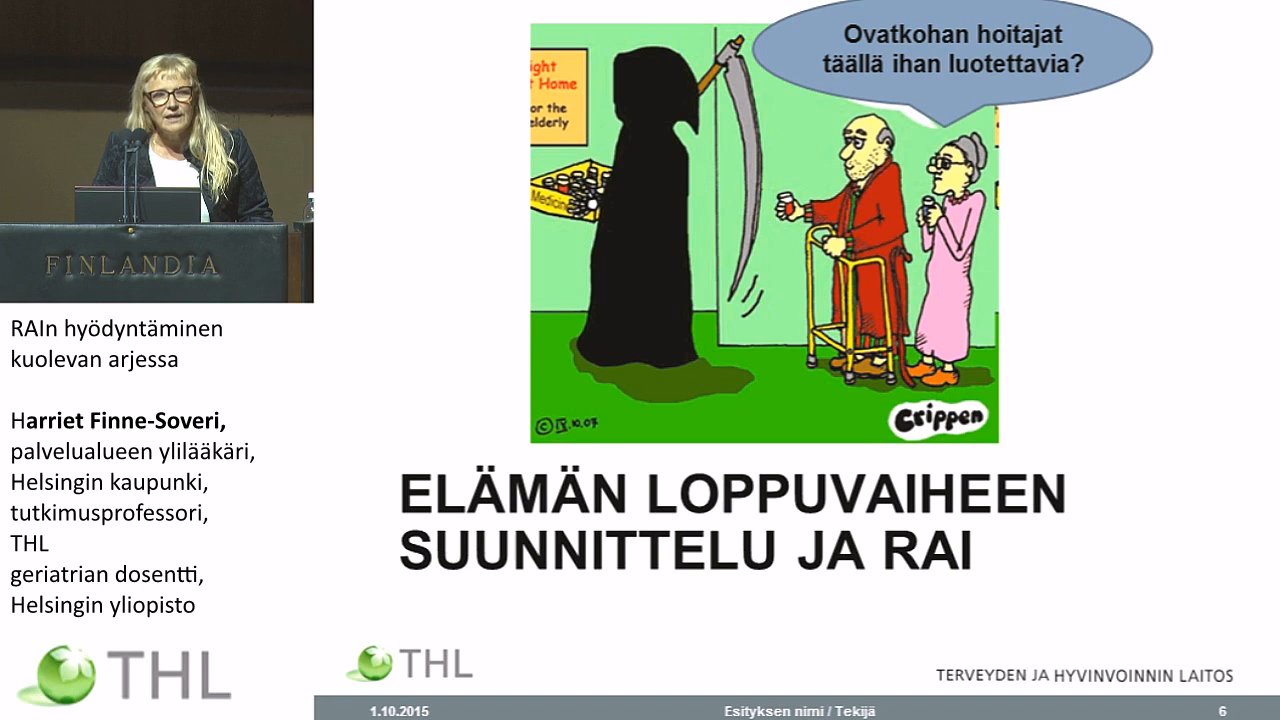 FINLANDIA
RAIn hyödyntäminen
kuolevan arjessa
Harriet Finne-Soveri,
palvelualueen ylilääkäri,
Helsingin kaupunki,
tutkimusprofessori,
THL
geriatrian dosentti,
Helsingin yliopisto
THL
Ovatkohan hoitajat
täällä ihan luotettavia?
ight
t Home
or the
elderly
Medicine
Crippen
ELÄMÄN LOPPUVAIHEEN
SUUNNITTELU JA RAI
THL
TERVEYDEN JA HYVINVOINNIN LAITOS
1.10.2015
Esityksen nimi / Tekijä
6